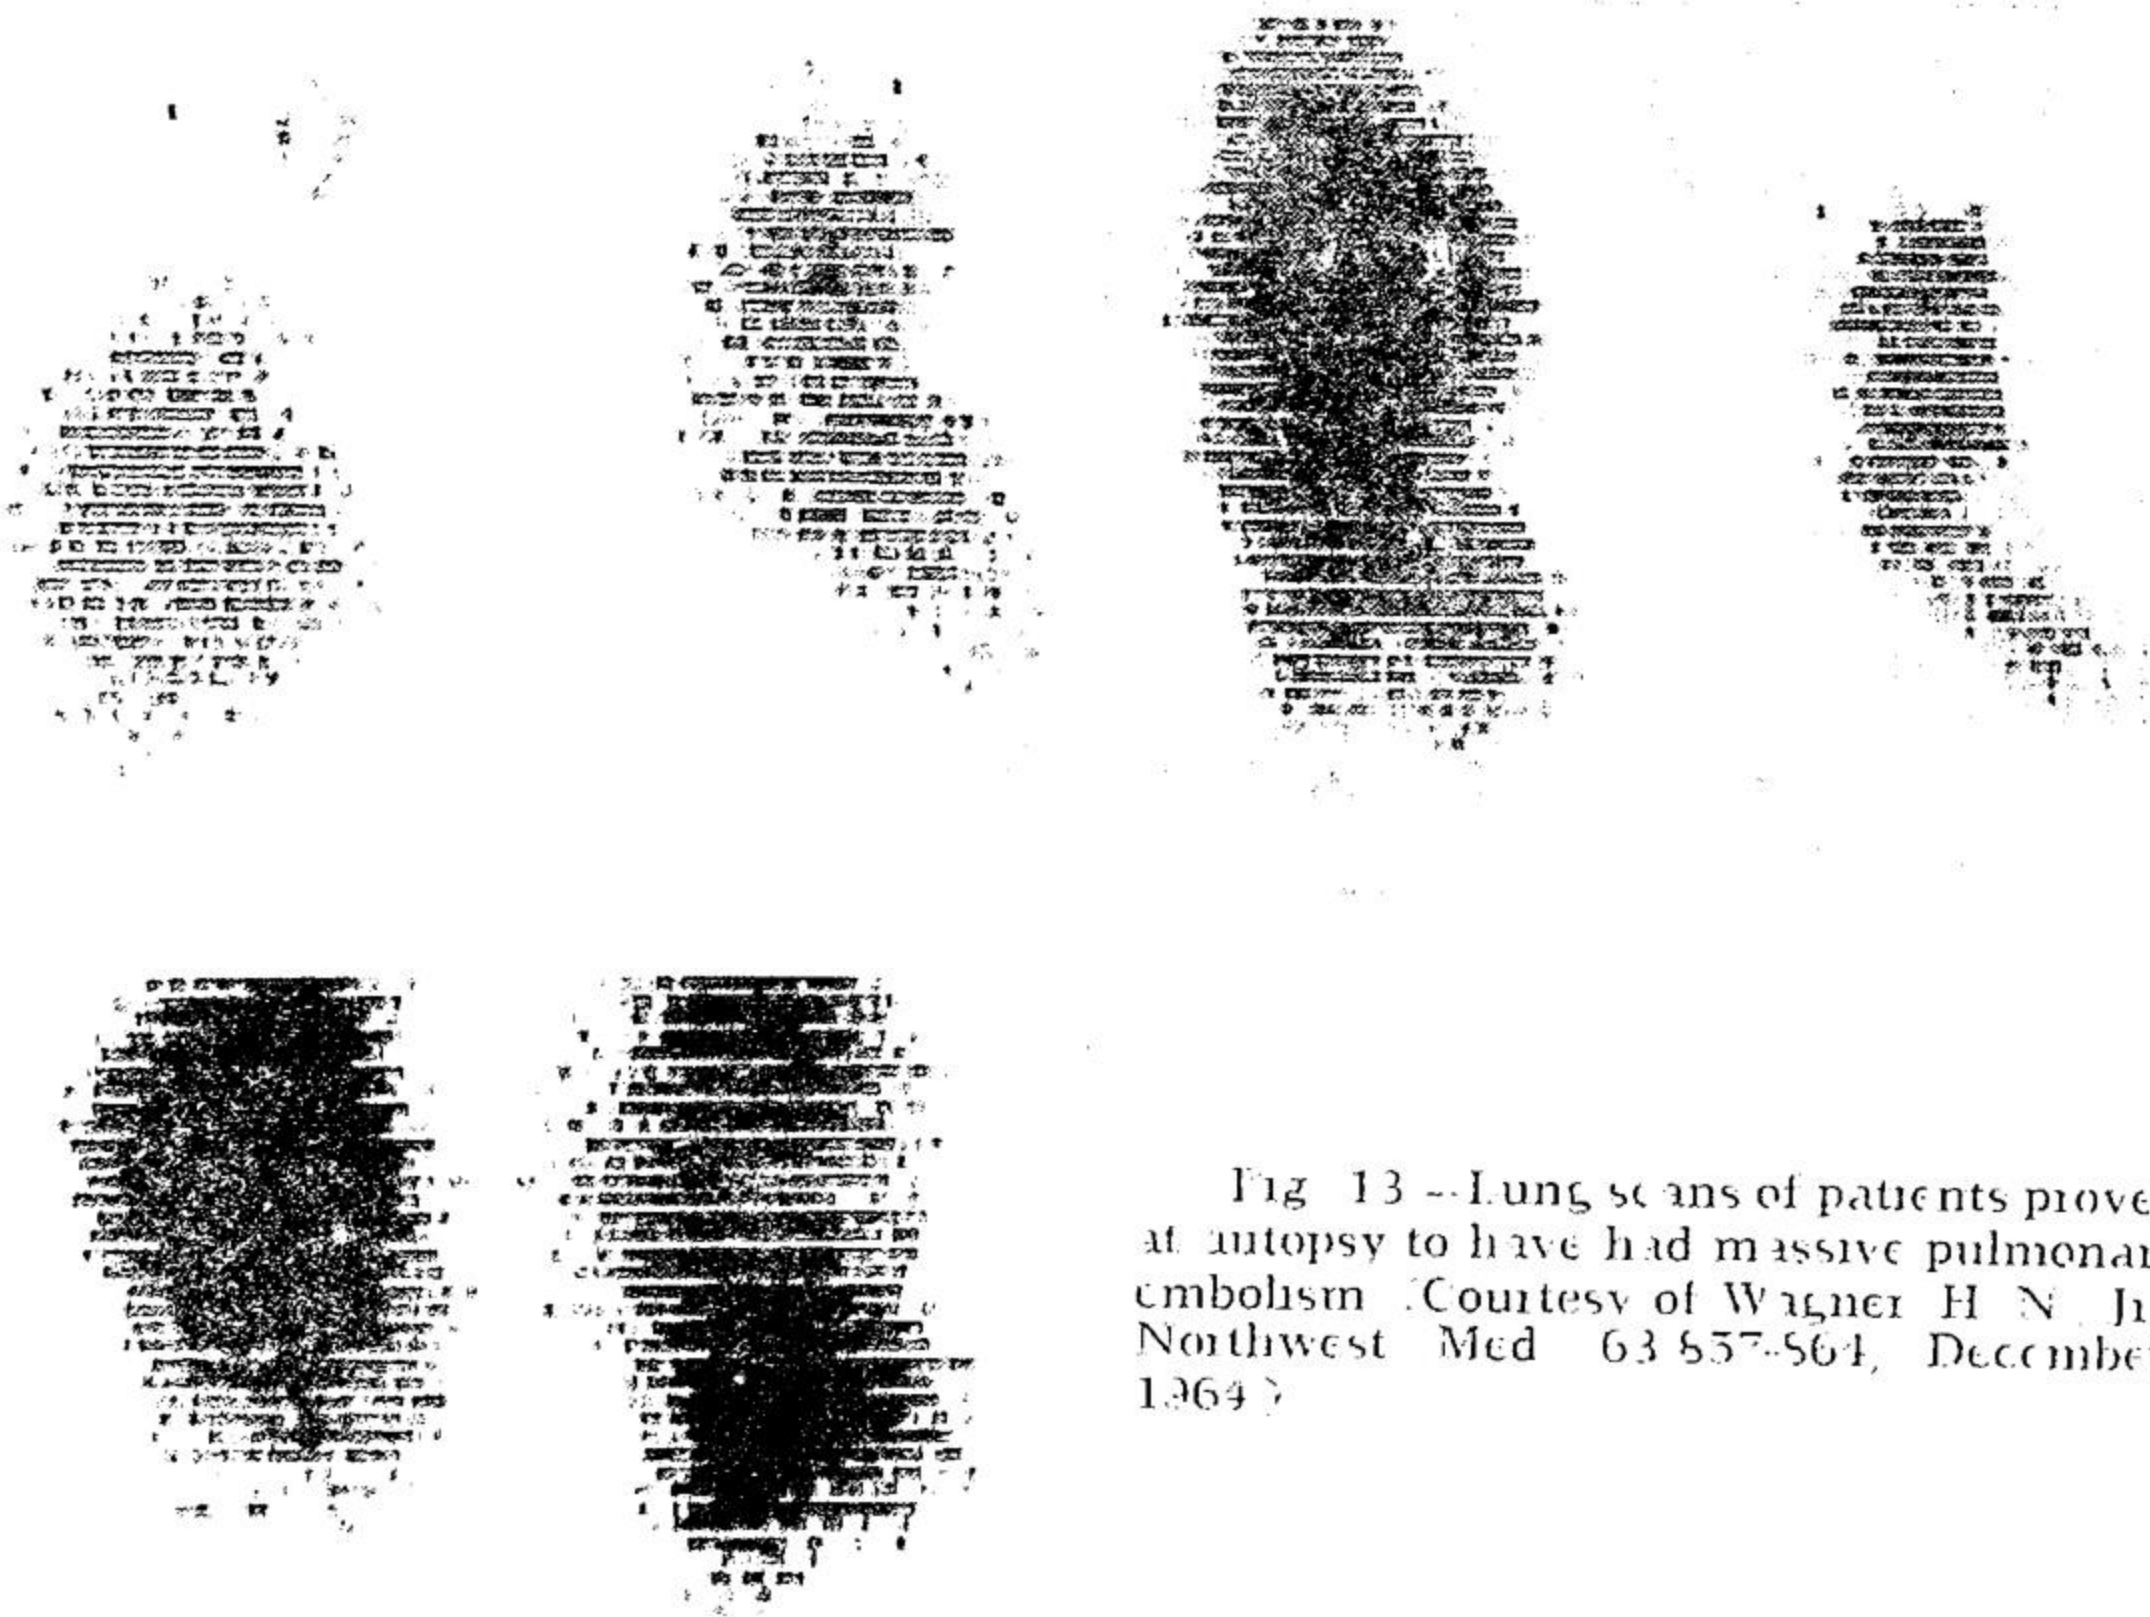 Fig 13 -- Lung scans of patients prove
at autopsy to have had massive pulmonar
embolism (Courtesy of Wagner H N Jr
Northwest Med 63 857-864, December
1964)